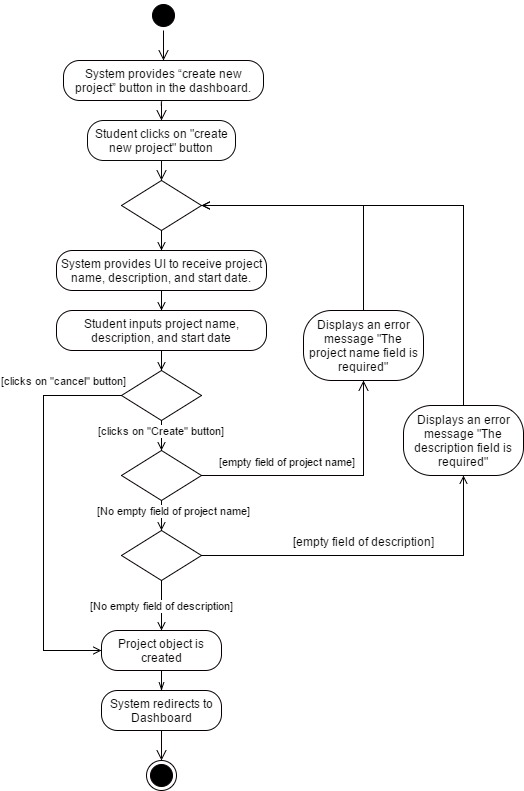 System provides “create new
project” button in the dashboard.
Student clicks on "create
new project" button
System provides UI to receive project
name, description, and start date.
Student inputs project name,
description, and start date
Displays an error
message "The
project name field is
required"
[clicks on "cancel" button]
Displays an error
message "The
description field is
required"
[clicks on "Create" button]
[empty field of project name]
[No empty field of project name]
[empty field of description]
[No empty field of description]
Project object is
created
System redirects to
Dashboard